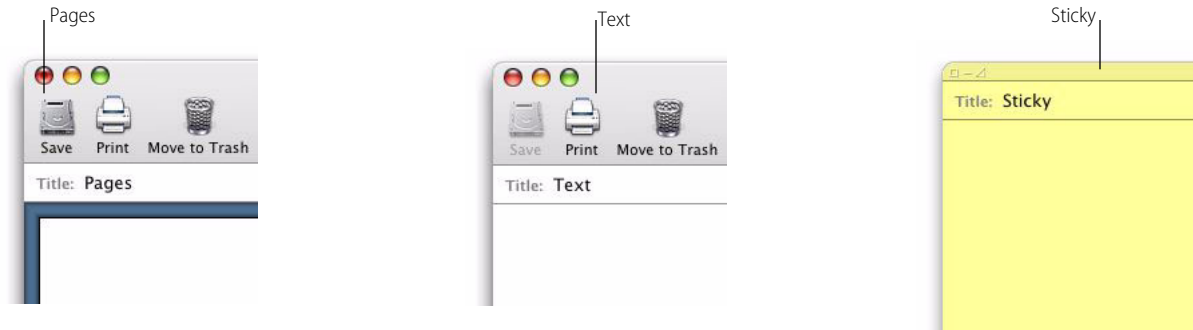 Pages
Text
Sticky
Save Print Move to Trash
Save Print Move to Trash
Title: Pages
Title: Text
Title: Sticky